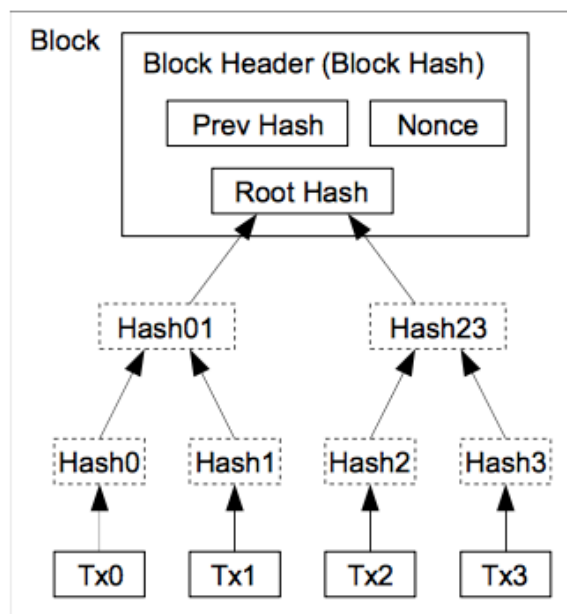 Block
Block Header (Block Hash)
Prev Hash Nonce
Root Hash
Hash01 Hash23
Hash0 Hash1 Hash2 Hash3
Tx0 Tx1 Tx2 Tx3